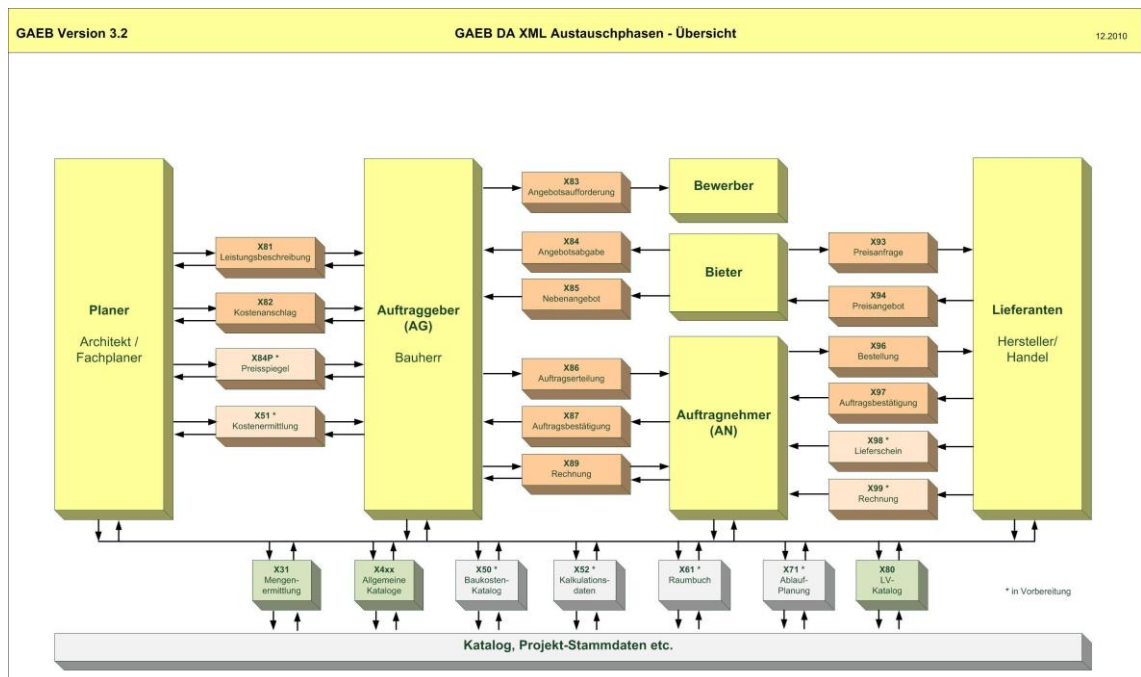 GAEB Version 3.2
GAEB DA XML Austauschphasen - Übersicht
12.2010
Planer
Architekt /
Fachplaner
X81
Leistungsbeschreibung
X82
Kostenanschlag
X84P *
Preisspiegel
X51 *
Kostenermittlung
Auftraggeber
(AG)
Bauherr
X83
Angebotsaufforderung
X84
Angebotsabgabe
X85
Nebenangebot
X86
Auftragserteilung
X87
Auftragsbestätigung
X89
Rechnung
Bewerber
Bieter
Auftragnehmer
(AN)
X93
Preisanfrage
X94
Preisangebot
X96
Bestellung
X97
Auftragsbestätigung
X98 *
Lieferschein
X99 *
Rechnung
Lieferanten
Hersteller/
Handel
X31
Mengen-
ermittlung
X4xx
Allgemeine
Kataloge
X50 *
Baukosten-
Katalog
X52 *
Kalkulations-
daten
X61 *
Raumbuch
X71 *
Ablauf-
Planung
X80
LV-
Katalog
* in Vorbereitung
Katalog, Projekt-Stammdaten etc.